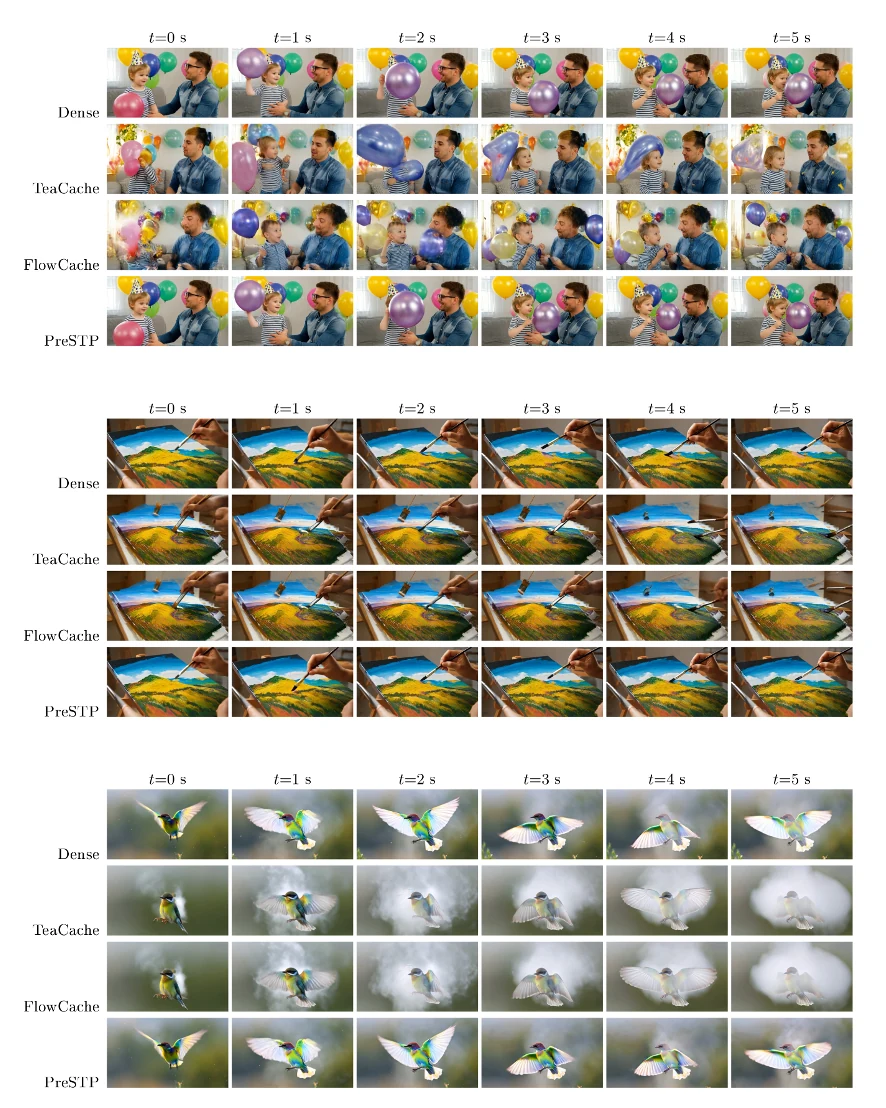 t=0 s t=1 s t=2 s t=3 s t=4 s t=5 s
Dense
TeaCache
FlowCache
PreSTP
t=0 s t=1 s t=2 s t=3 s t=4 s t=5 s
Dense
TeaCache
FlowCache
PreSTP
t=0 s t=1 s t=2 s t=3 s t=4 s t=5 s
Dense
TeaCache
FlowCache
PreSTP